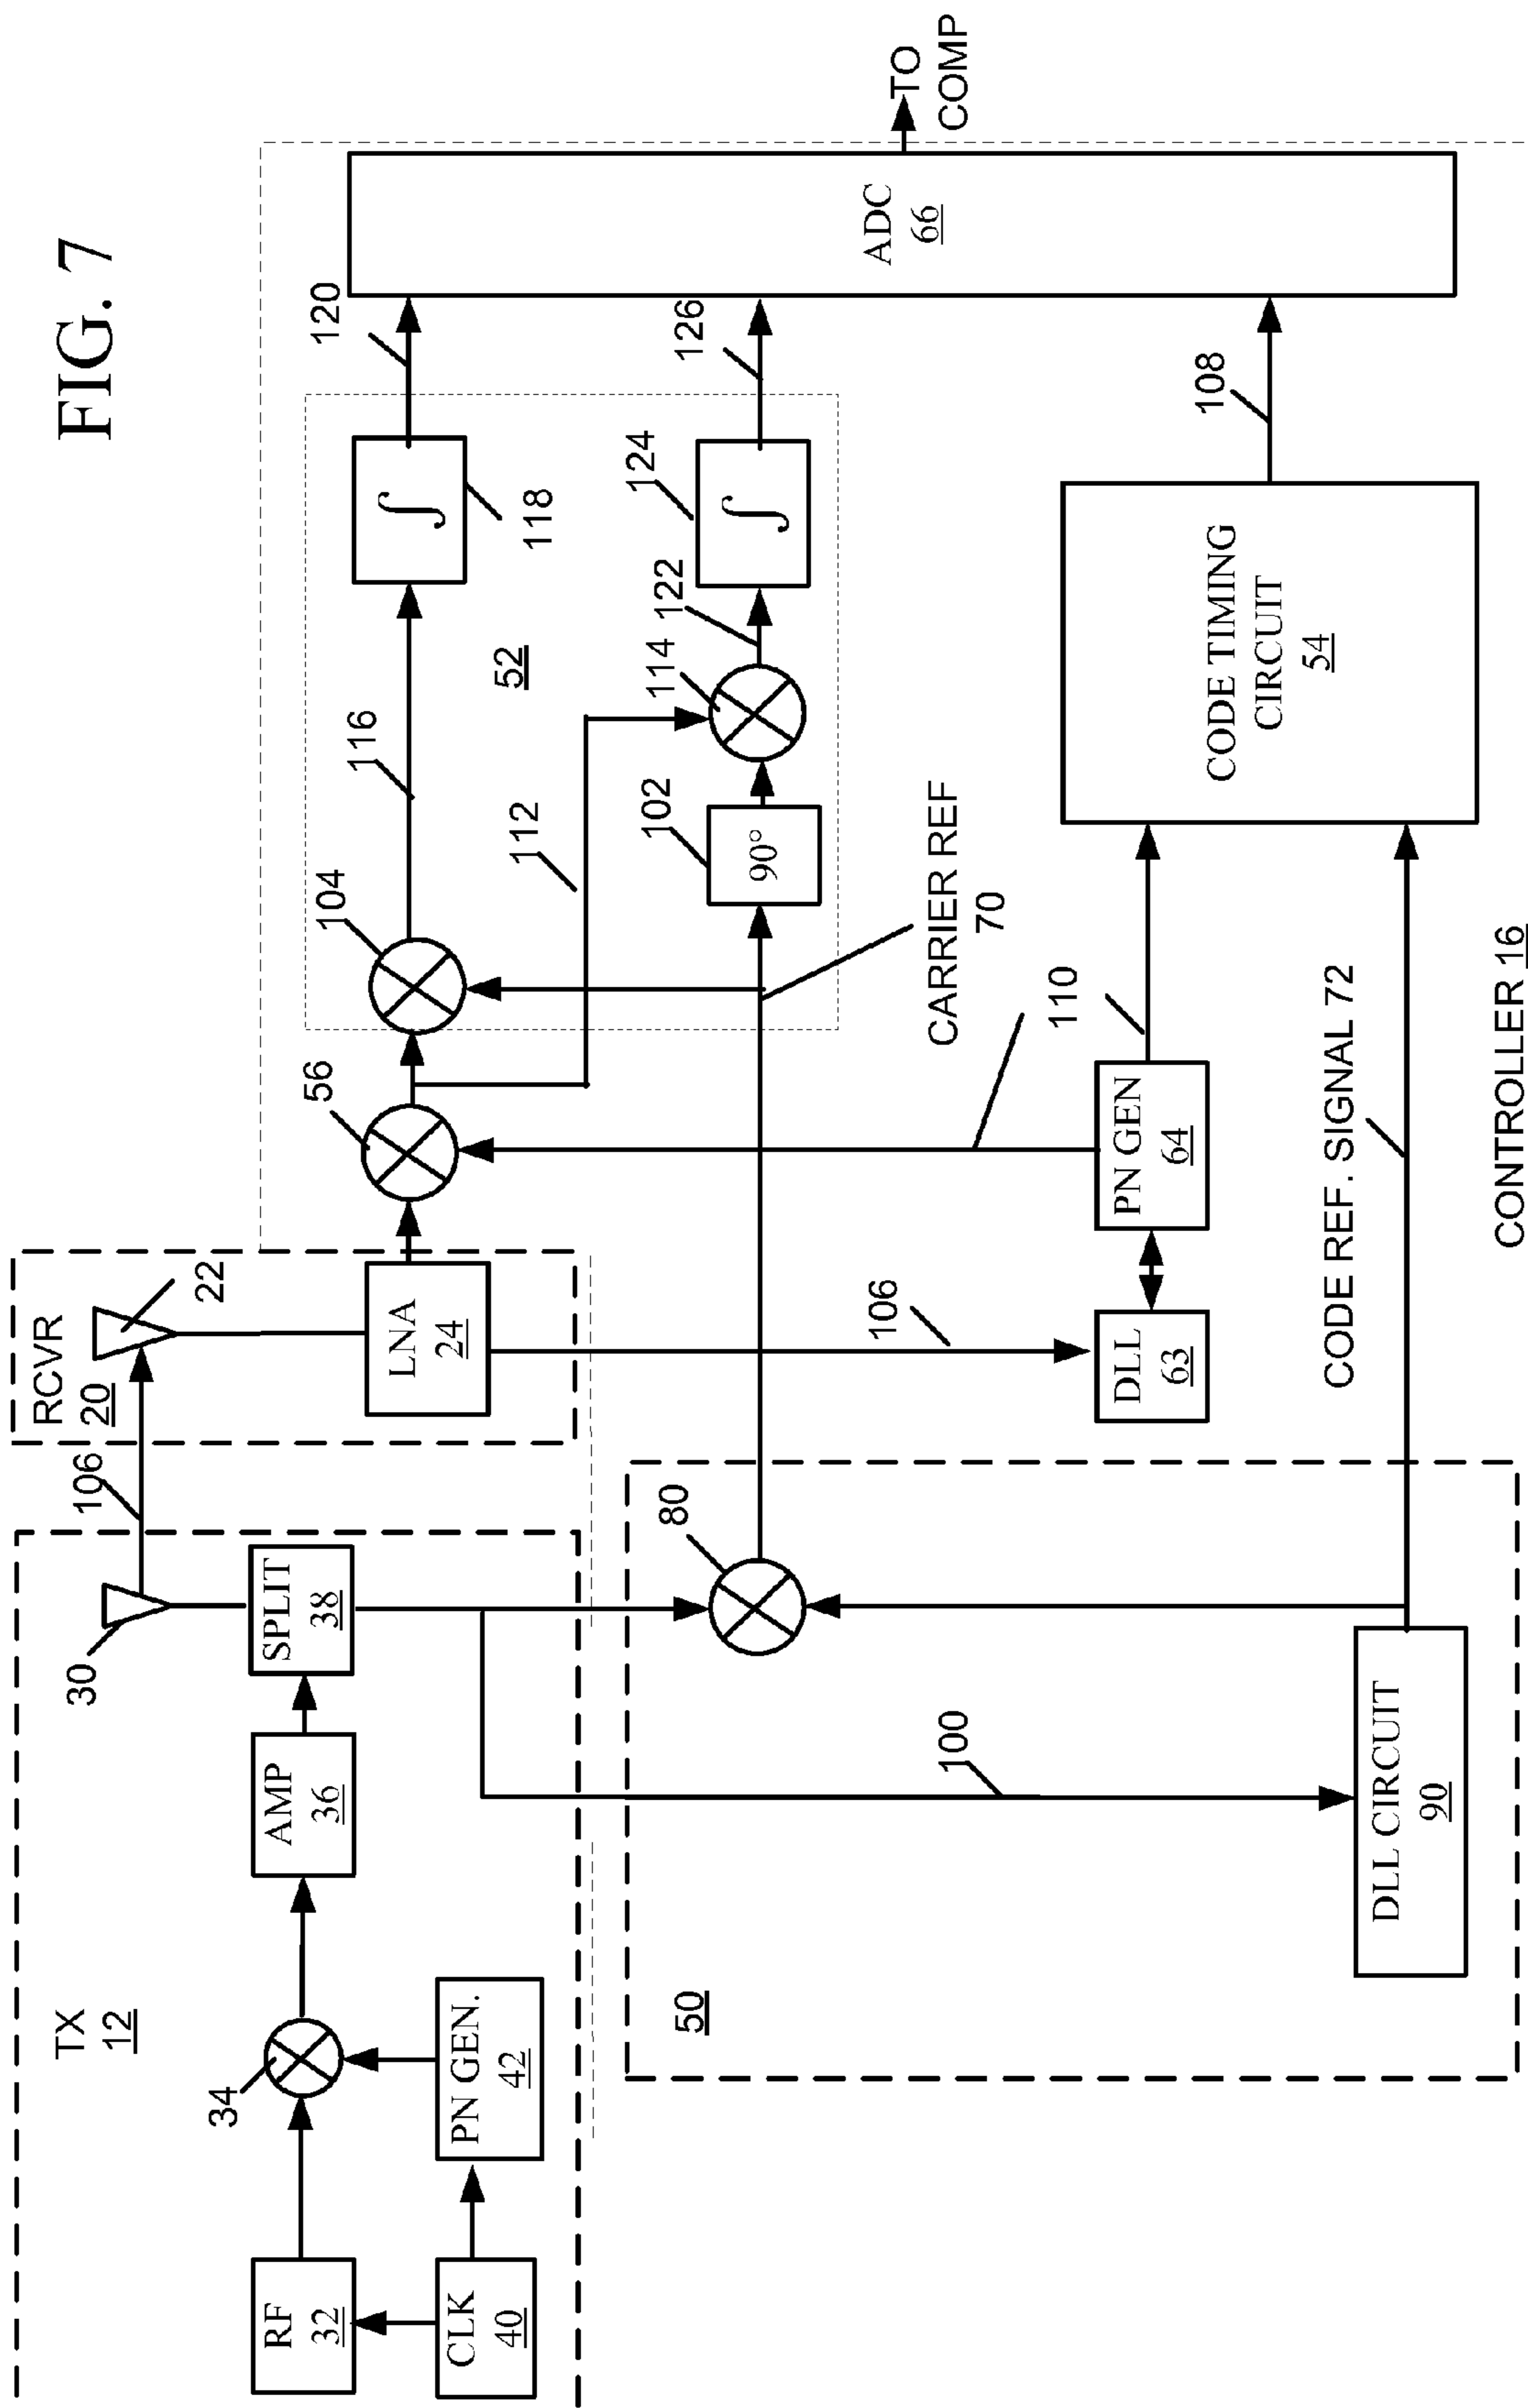 FIG. 7
TX
12
RF
32
CLK
40
34
PN GEN.
42
AMP
36
SPLIT
38
30
106
RCVR
20
22
LNA
24
56
104
116
112
52
118
120
102
90°
114
122
124
126
∫
∫
CARRIER REF
70
110
106
DLL
63
PN GEN
64
50
80
100
DLL CIRCUIT
90
CODE REF. SIGNAL 72
CODE TIMING
CIRCUIT
54
108
ADC
66
TO
COMP
CONTROLLER 16